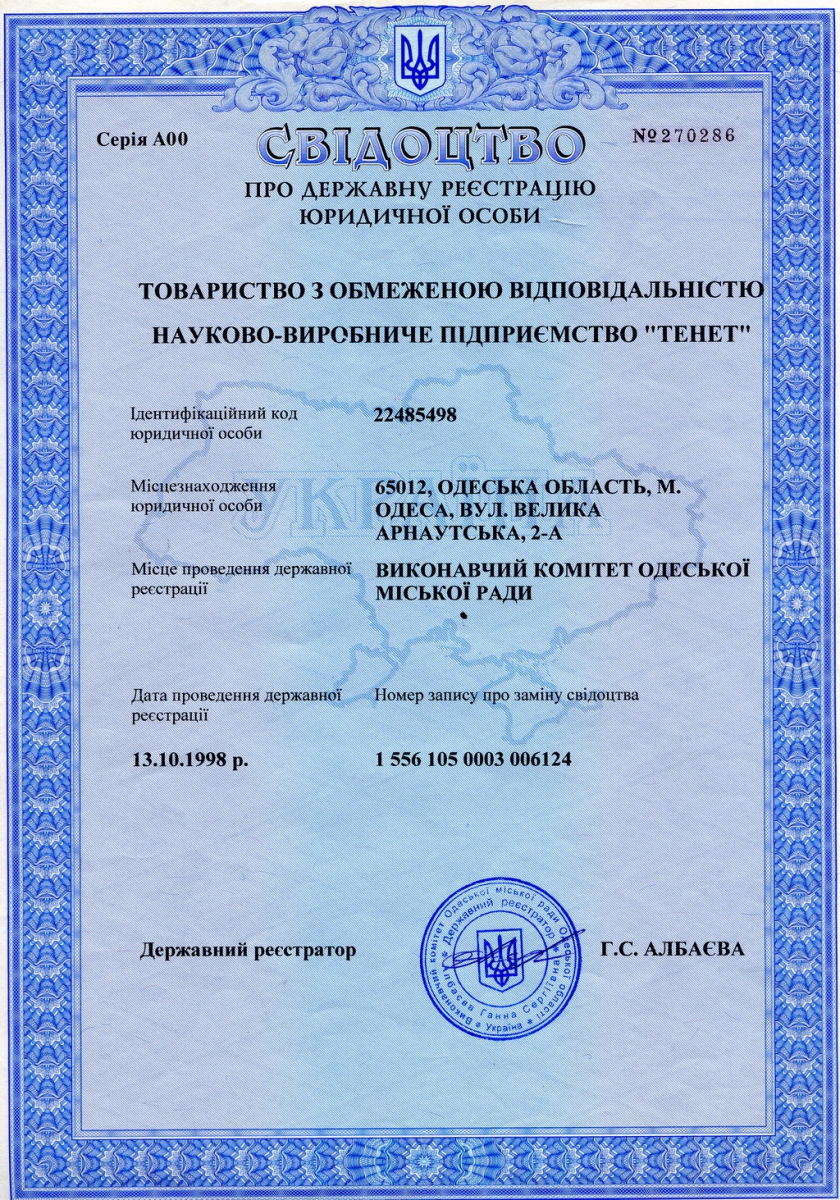 Серія А00
СВІДОЦТВО
№270286
ПРО ДЕРЖАВНУ РЕЄСТРАЦІЮ
ЮРИДИЧНОЇ ОСОБИ
ТОВАРИСТВО З ОБМЕЖЕНОЮ ВІДПОВІДАЛЬНІСТЮ
НАУКОВО-ВИРОБНИЧЕ ПІДПРИЄМСТВО "ТЕНЕТ"
Ідентифікаційний код
юридичної особи
22485498
УКРАЇНА
Місцезнаходження
юридичної особи
65012, ОДЕСЬКА ОБЛАСТЬ, М.
ОДЕСА, ВУЛ. ВЕЛИКА
АРНАУТСЬКА, 2-А
Місце проведення державної
реєстрації
ВИКОНАВЧИЙ КОМІТЕТ ОДЕСЬКОЇ
МІСЬКОЇ РАДИ
Дата проведення державної
реєстрації
Номер запису про заміну свідоцтва
13.10.1998 р.
1 556 105 0003 006124
Державний реєстратор
Виконавчий комітет Одеської міської ради Одеської області * Україна *
Державний реєстратор * Албаєва Ганна Сергіївна *
Г.С. АЛБАЄВА